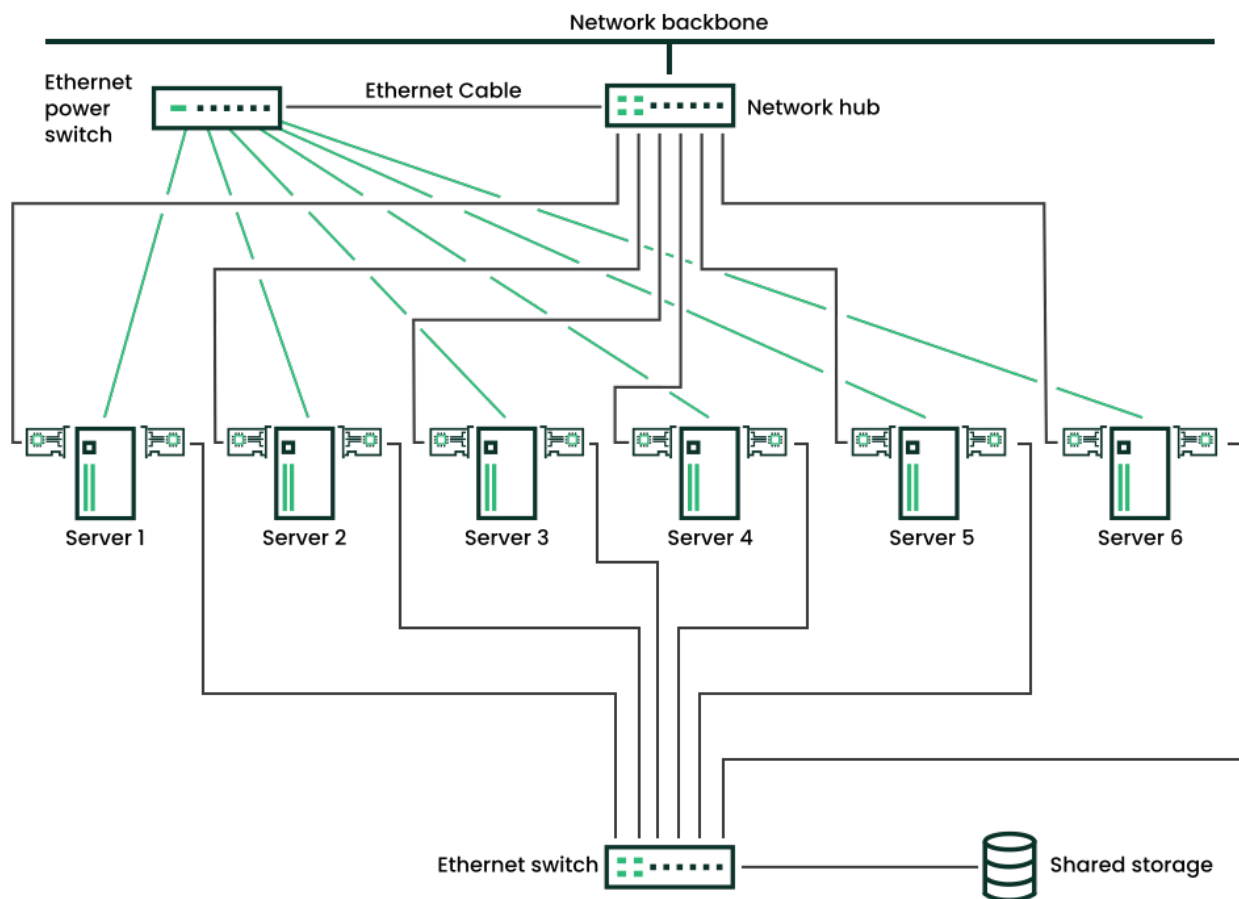 Network backbone
Ethernet
power
switch
Ethernet Cable
Network hub
Server 1
Server 2
Server 3
Server 4
Server 5
Server 6
Ethernet switch
Shared storage